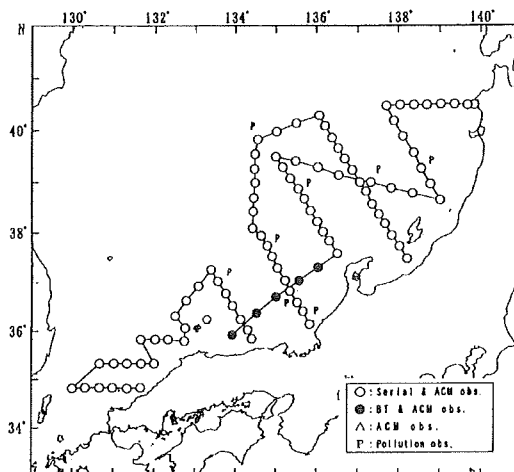 N
130° 132° 134° 136° 138° 140°
P
40°
P
P
38°
P
P
P
P
36°
34°
○ : Serial & ACM obs.
● : BT & ACM obs.
△ : ACM obs.
P : Pollution obs.